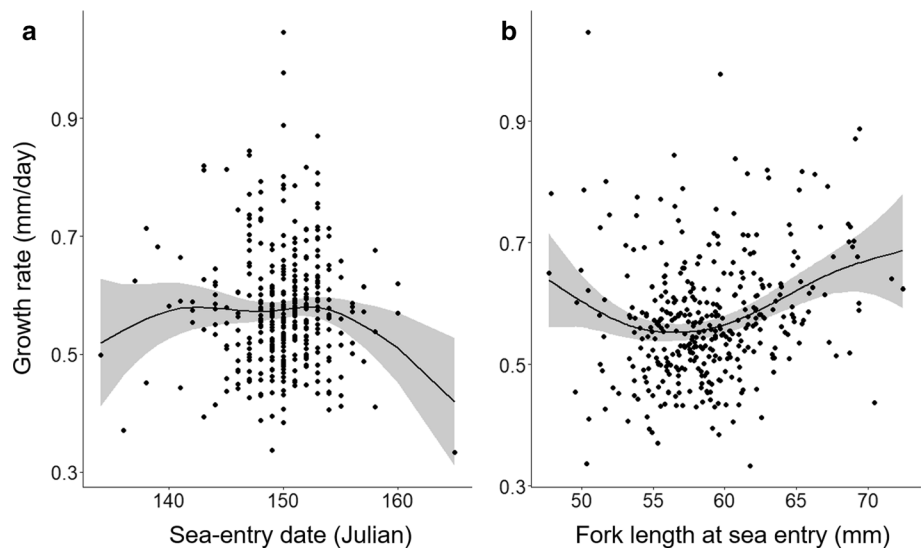 a
b
Growth rate (mm/day)
0.9
0.7
0.5
0.3
140 150 160
Sea-entry date (Julian)
0.9
0.7
0.5
0.3
50 55 60 65 70
Fork length at sea entry (mm)